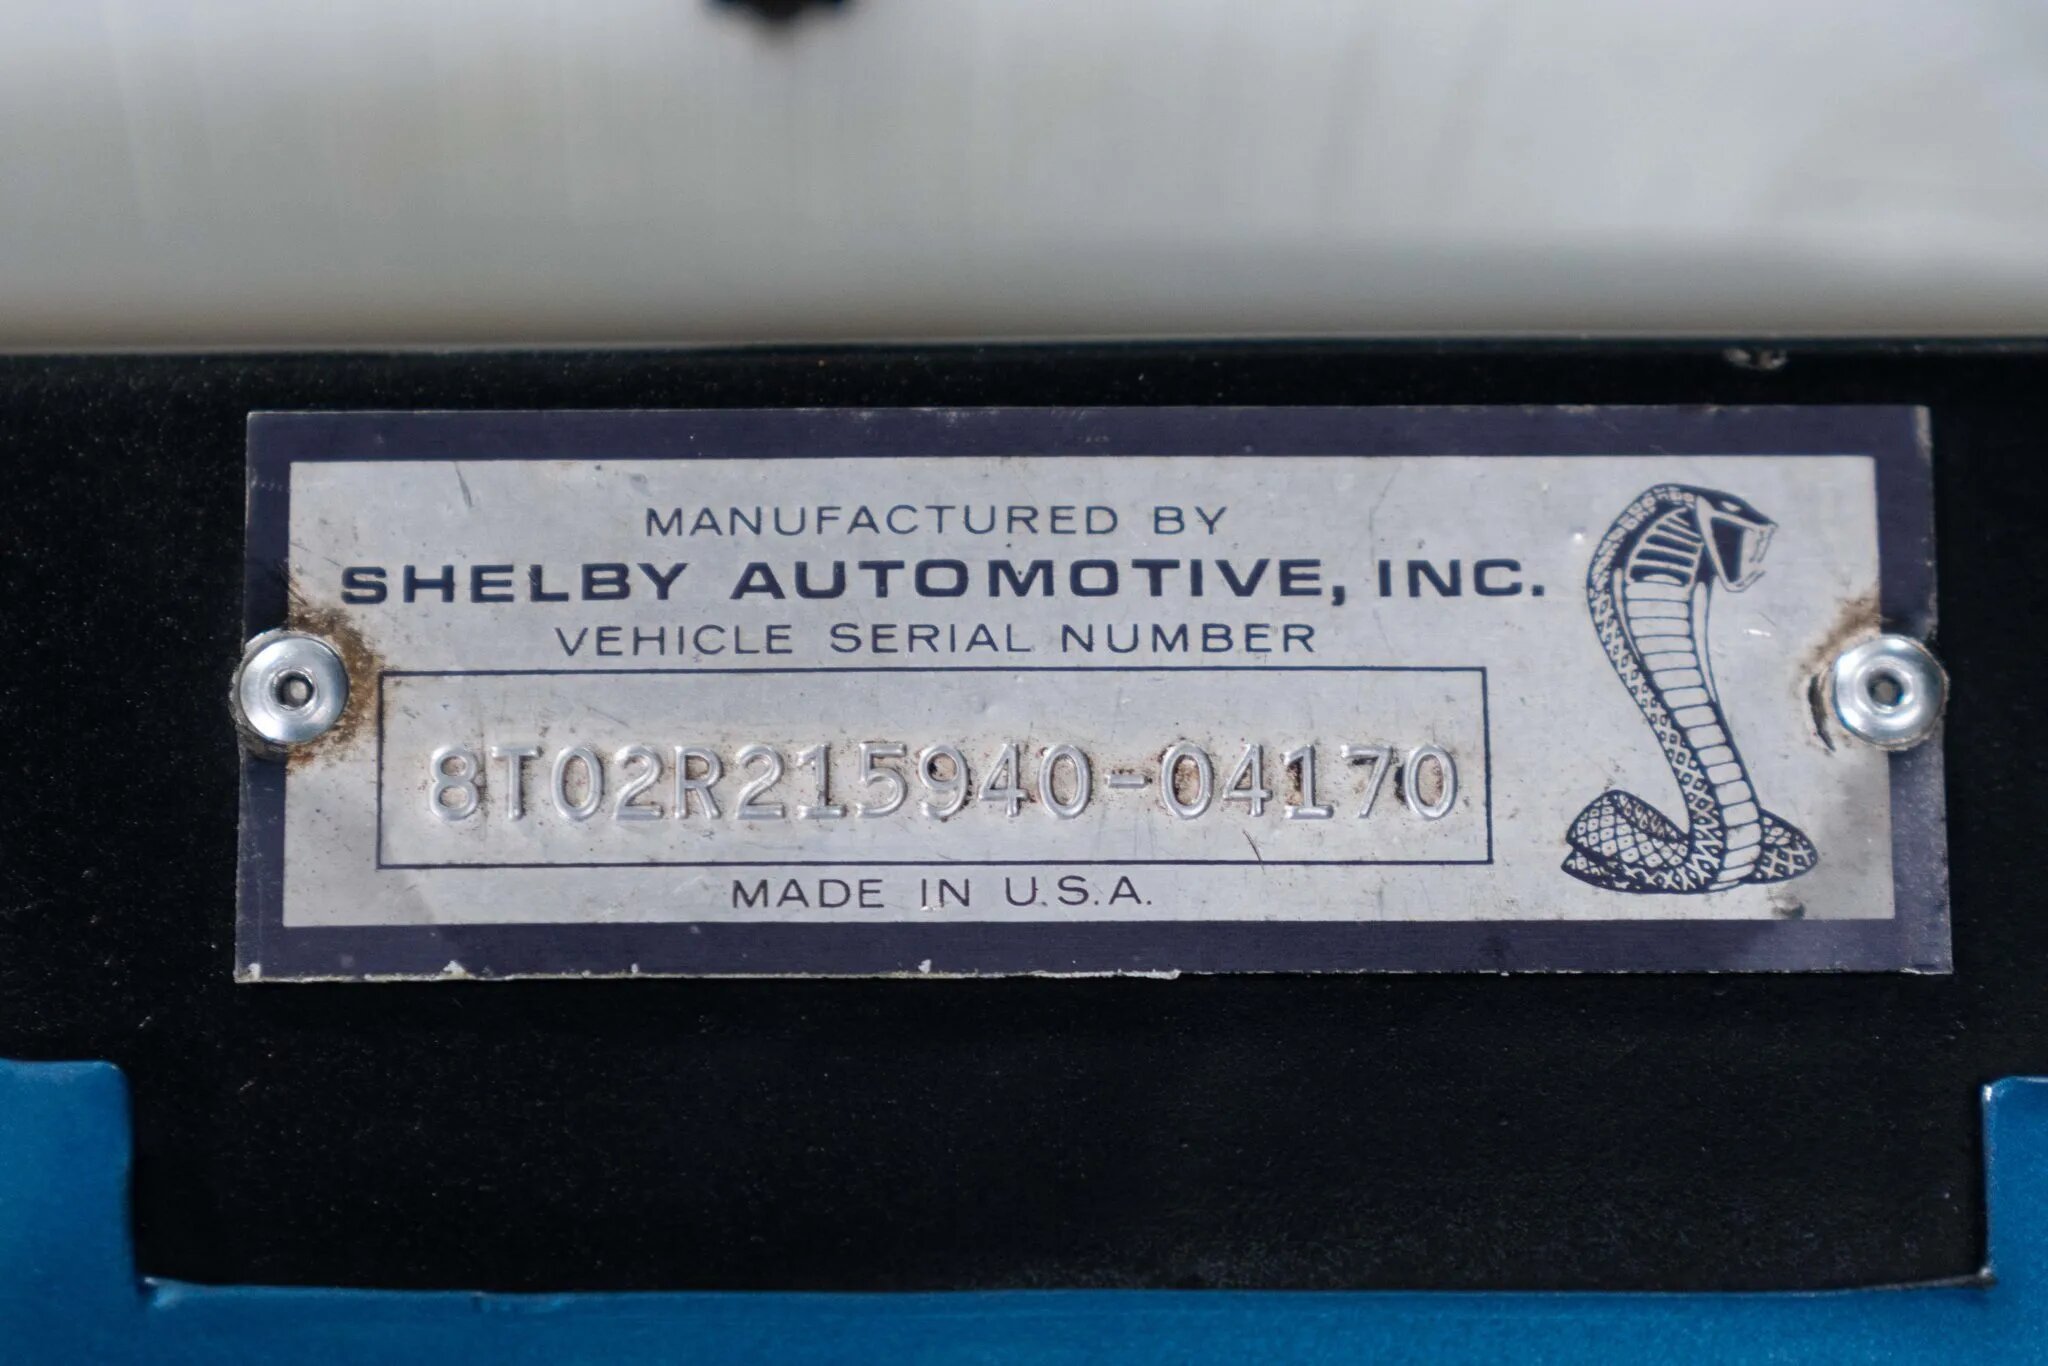 MANUFACTURED BY
SHELBY AUTOMOTIVE, INC.
VEHICLE SERIAL NUMBER
8T02R215940-04170
MADE IN U.S.A.